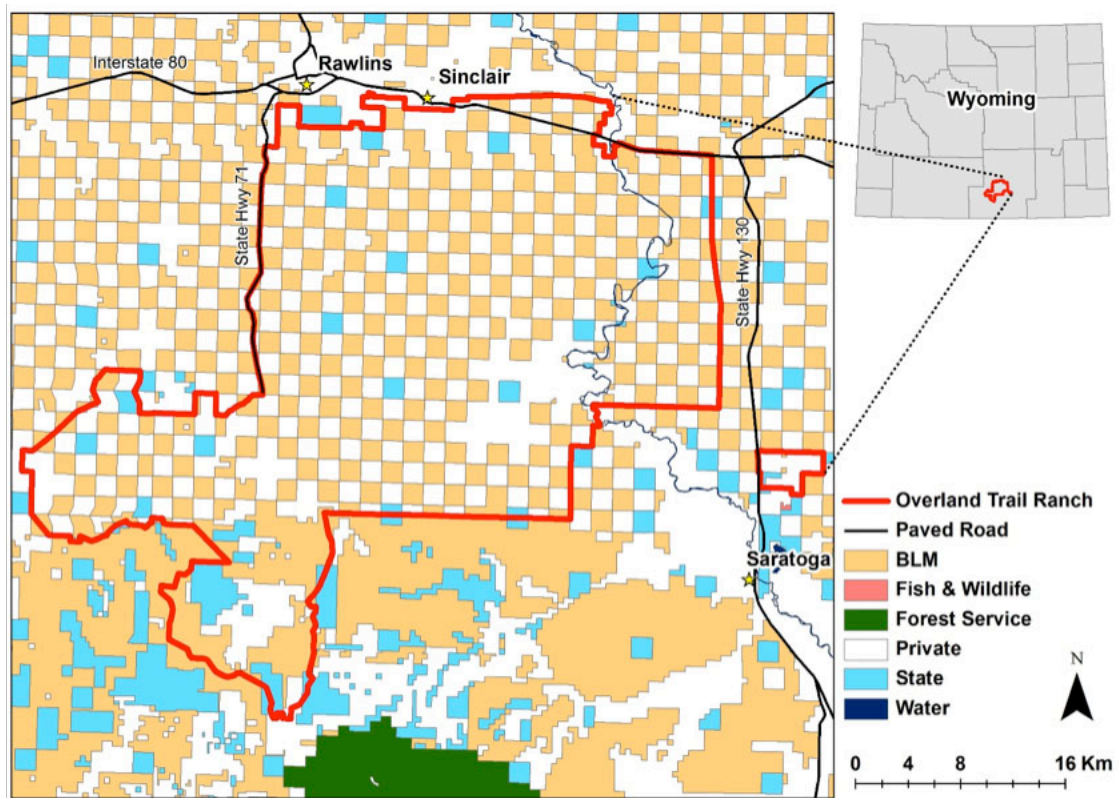 Interstate 80
Rawlins
Sinclair
State Hwy 71
State Hwy 130
Saratoga
Wyoming
Overland Trail Ranch
Paved Road
BLM
Fish & Wildlife
Forest Service
Private
State
Water
N
0 4 8 16 Km